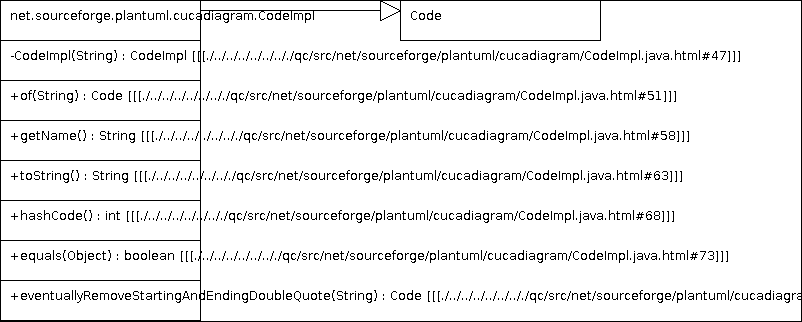 net.sourceforge.plantuml.cucadiagram.CodeImpl
Code
-CodeImpl(String) : CodeImpl [[[./../../../../../../../qc/src/net/sourceforge/plantuml/cucadiagram/CodeImpl.java.html#47]]]
+of(String) : Code [[[./../../../../../../../qc/src/net/sourceforge/plantuml/cucadiagram/CodeImpl.java.html#51]]]
+getName() : String [[[./../../../../../../../qc/src/net/sourceforge/plantuml/cucadiagram/CodeImpl.java.html#58]]]
+toString() : String [[[./../../../../../../../qc/src/net/sourceforge/plantuml/cucadiagram/CodeImpl.java.html#63]]]
+hashCode() : int [[[./../../../../../../../qc/src/net/sourceforge/plantuml/cucadiagram/CodeImpl.java.html#68]]]
+equals(Object) : boolean [[[./../../../../../../../qc/src/net/sourceforge/plantuml/cucadiagram/CodeImpl.java.html#73]]]
+eventuallyRemoveStartingAndEndingDoubleQuote(String) : Code [[[./../../../../../../../qc/src/net/sourceforge/plantuml/cucadiagra